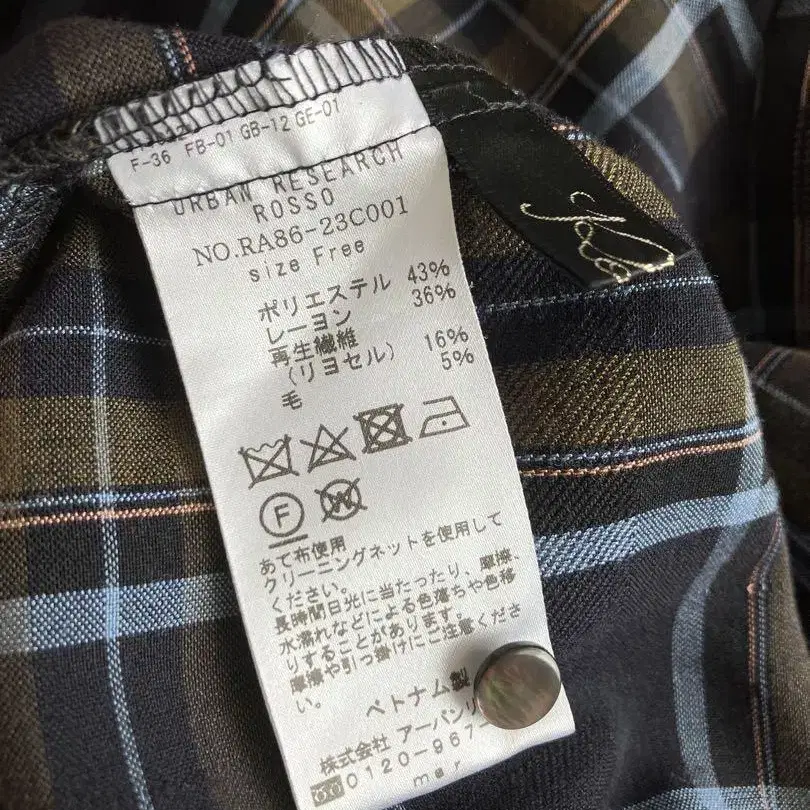 F-36 FB-01 GB-12 GE-01
URBAN RESEARCH
ROSSO
NO.RA86-23C001
size Free
ポリエステル 43%
レーヨン 36%
再生繊維
(リヨセル) 16%
毛 5%
F
W
あて布使用
クリーニングネットを使用して
ください。
長時間日光に当たったり、摩擦、
水濡れなどによる色落ちや色移
りすることがあります。
摩擦や引っ掛けにご注意くださ
い。
ベトナム製
株式会社 アーバンリ
0120-967-
mar